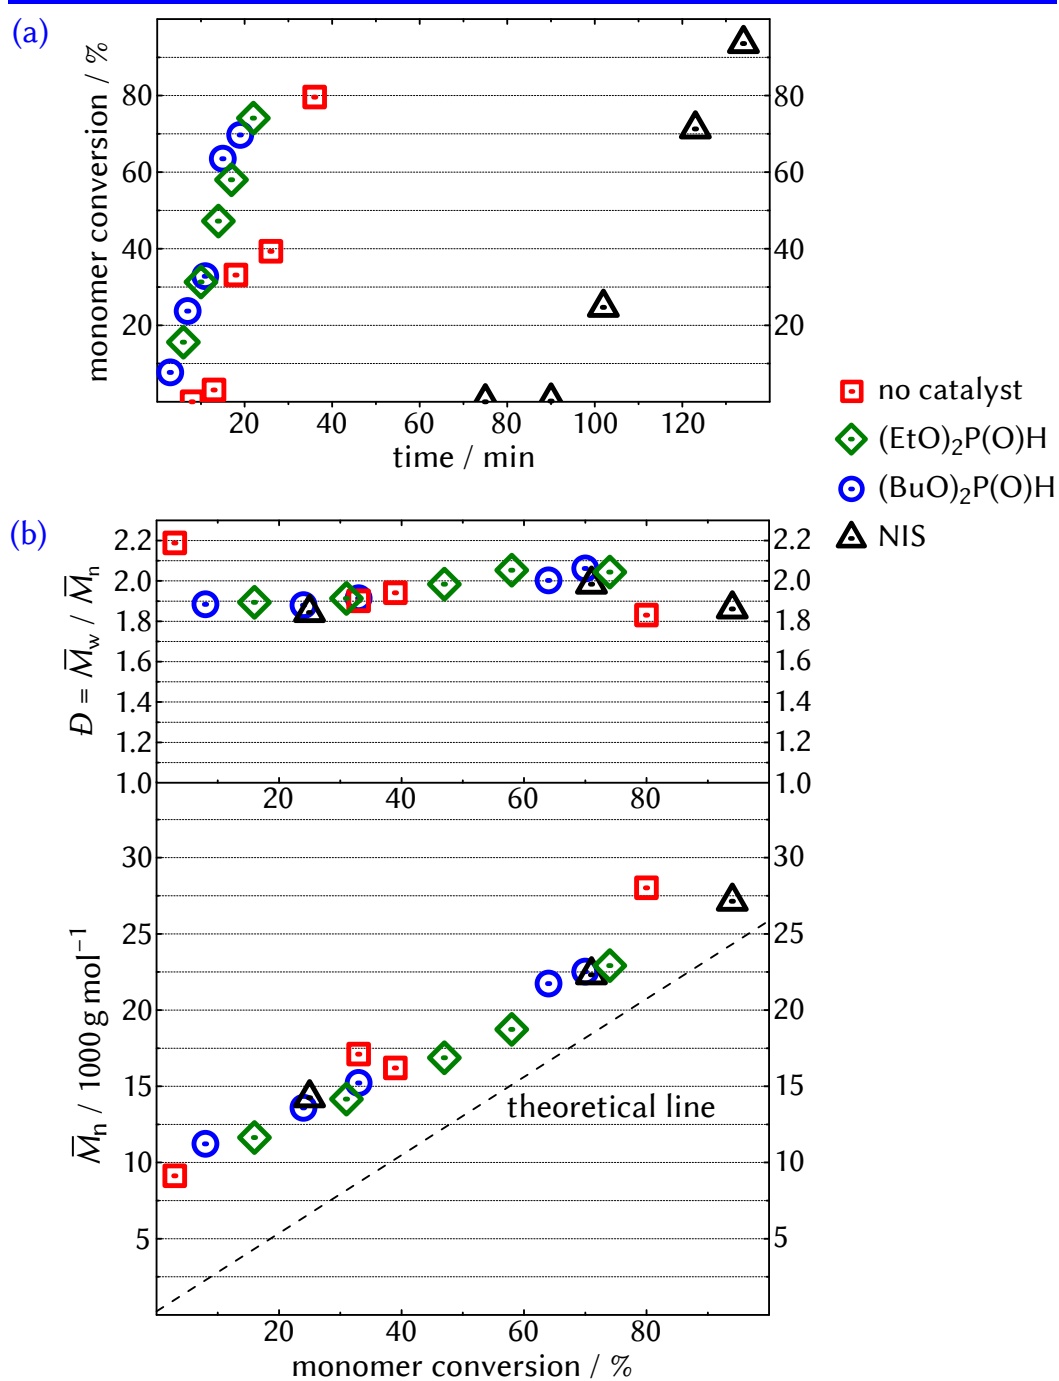 (a)
monomer conversion / %
80
60
40
20
80
60
40
20
20 40 60 80 100 120
time / min
no catalyst
(EtO)₂P(O)H
(BuO)₂P(O)H
NIS
(b)
Đ = M̅w / M̅n
2.2
2.0
1.8
1.6
1.4
1.2
1.0
2.2
2.0
1.8
1.6
1.4
1.2
1.0
20 40 60 80
M̅n / 1000 g mol⁻¹
30
25
20
15
10
5
30
25
20
15
10
5
theoretical line
20 40 60 80
monomer conversion / %